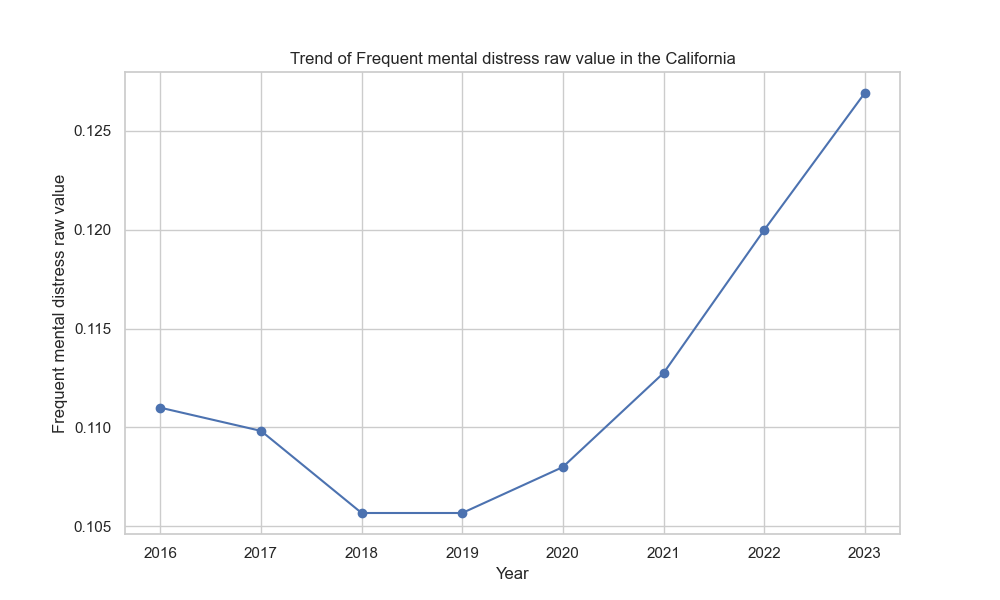 Trend of Frequent mental distress raw value in the California
Frequent mental distress raw value
0.125
0.120
0.115
0.110
0.105
2016 2017 2018 2019 2020 2021 2022 2023
Year